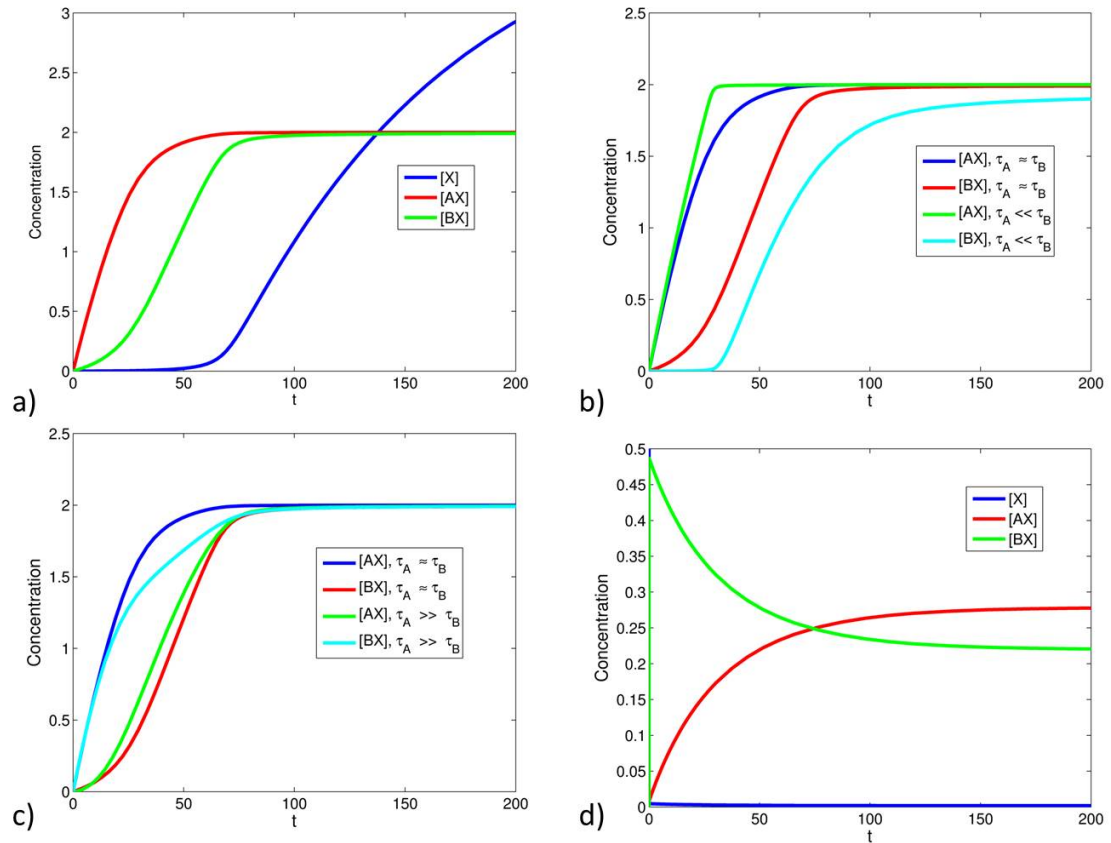 3
2.5
2
1.5
1
0.5
0
0
50
100
150
200
Concentration
t
[X]
[AX]
[BX]
a)
2.5
2
1.5
1
0.5
0
0
50
100
150
200
Concentration
t
[AX], τA ≈ τB
[BX], τA ≈ τB
[AX], τA << τB
[BX], τA << τB
b)
2.5
2
1.5
1
0.5
0
0
50
100
150
200
Concentration
t
[AX], τA ≈ τB
[BX], τA ≈ τB
[AX], τA >> τB
[BX], τA >> τB
c)
0.5
0.45
0.4
0.35
0.3
0.25
0.2
0.15
0.1
0.05
0
0
50
100
150
200
Concentration
t
[X]
[AX]
[BX]
d)